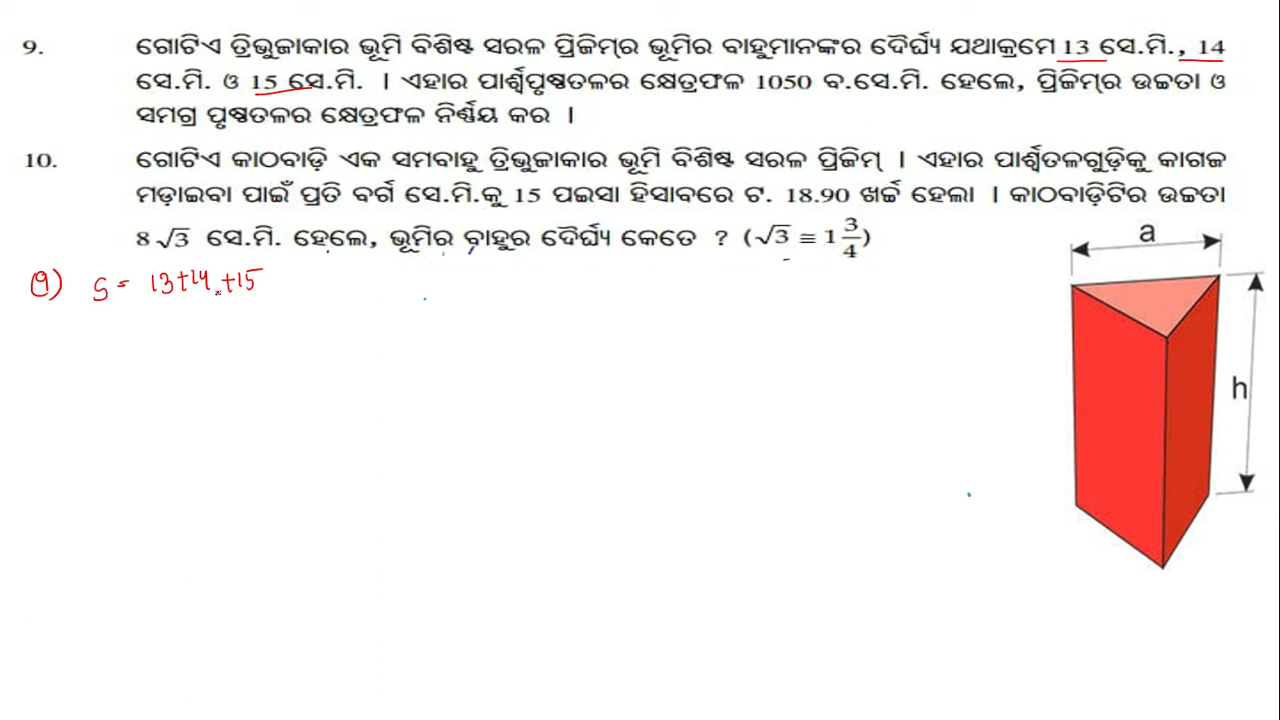 9. ଗୋଟିଏ ତ୍ରିଭୁଜାକାର ଭୂମି ବିଶିଷ୍ଟ ସରଳ ପ୍ରିଜିମ୍‌ର ଭୂମିର ବାହୁମାନଙ୍କର ଦୈର୍ଘ୍ୟ ଯଥାକ୍ରମେ 13 ସେ.ମି., 14
ସେ.ମି. ଓ 15 ସେ.ମି. । ଏହାର ପାର୍ଶ୍ୱପୃଷ୍ଠତଳର କ୍ଷେତ୍ରଫଳ 1050 ବ.ସେ.ମି. ହେଲେ, ପ୍ରିଜିମ୍‌ର ଉଚ୍ଚତା ଓ
ସମଗ୍ର ପୃଷ୍ଠତଳର କ୍ଷେତ୍ରଫଳ ନିର୍ଣ୍ଣୟ କର ।
10. ଗୋଟିଏ କାଠବାଡ଼ି ଏକ ସମବାହୁ ତ୍ରିଭୁଜାକାର ଭୂମି ବିଶିଷ୍ଟ ସରଳ ପ୍ରିଜିମ୍ । ଏହାର ପାର୍ଶ୍ୱତଳଗୁଡ଼ିକୁ କାଗଜ
ମଡ଼ାଇବା ପାଇଁ ପ୍ରତି ବର୍ଗ ସେ.ମି.କୁ 15 ପଇସା ହିସାବରେ ଟ. 18.90 ଖର୍ଚ୍ଚ ହେଲା । କାଠବାଡ଼ିଟିର ଉଚ୍ଚତା
8√3 ସେ.ମି. ହେଲେ, ଭୂମିର ବାହୁର ଦୈର୍ଘ୍ୟ କେତେ ? (√3 ≅ 1 3/4)
a
9) S = 13+14+15
h